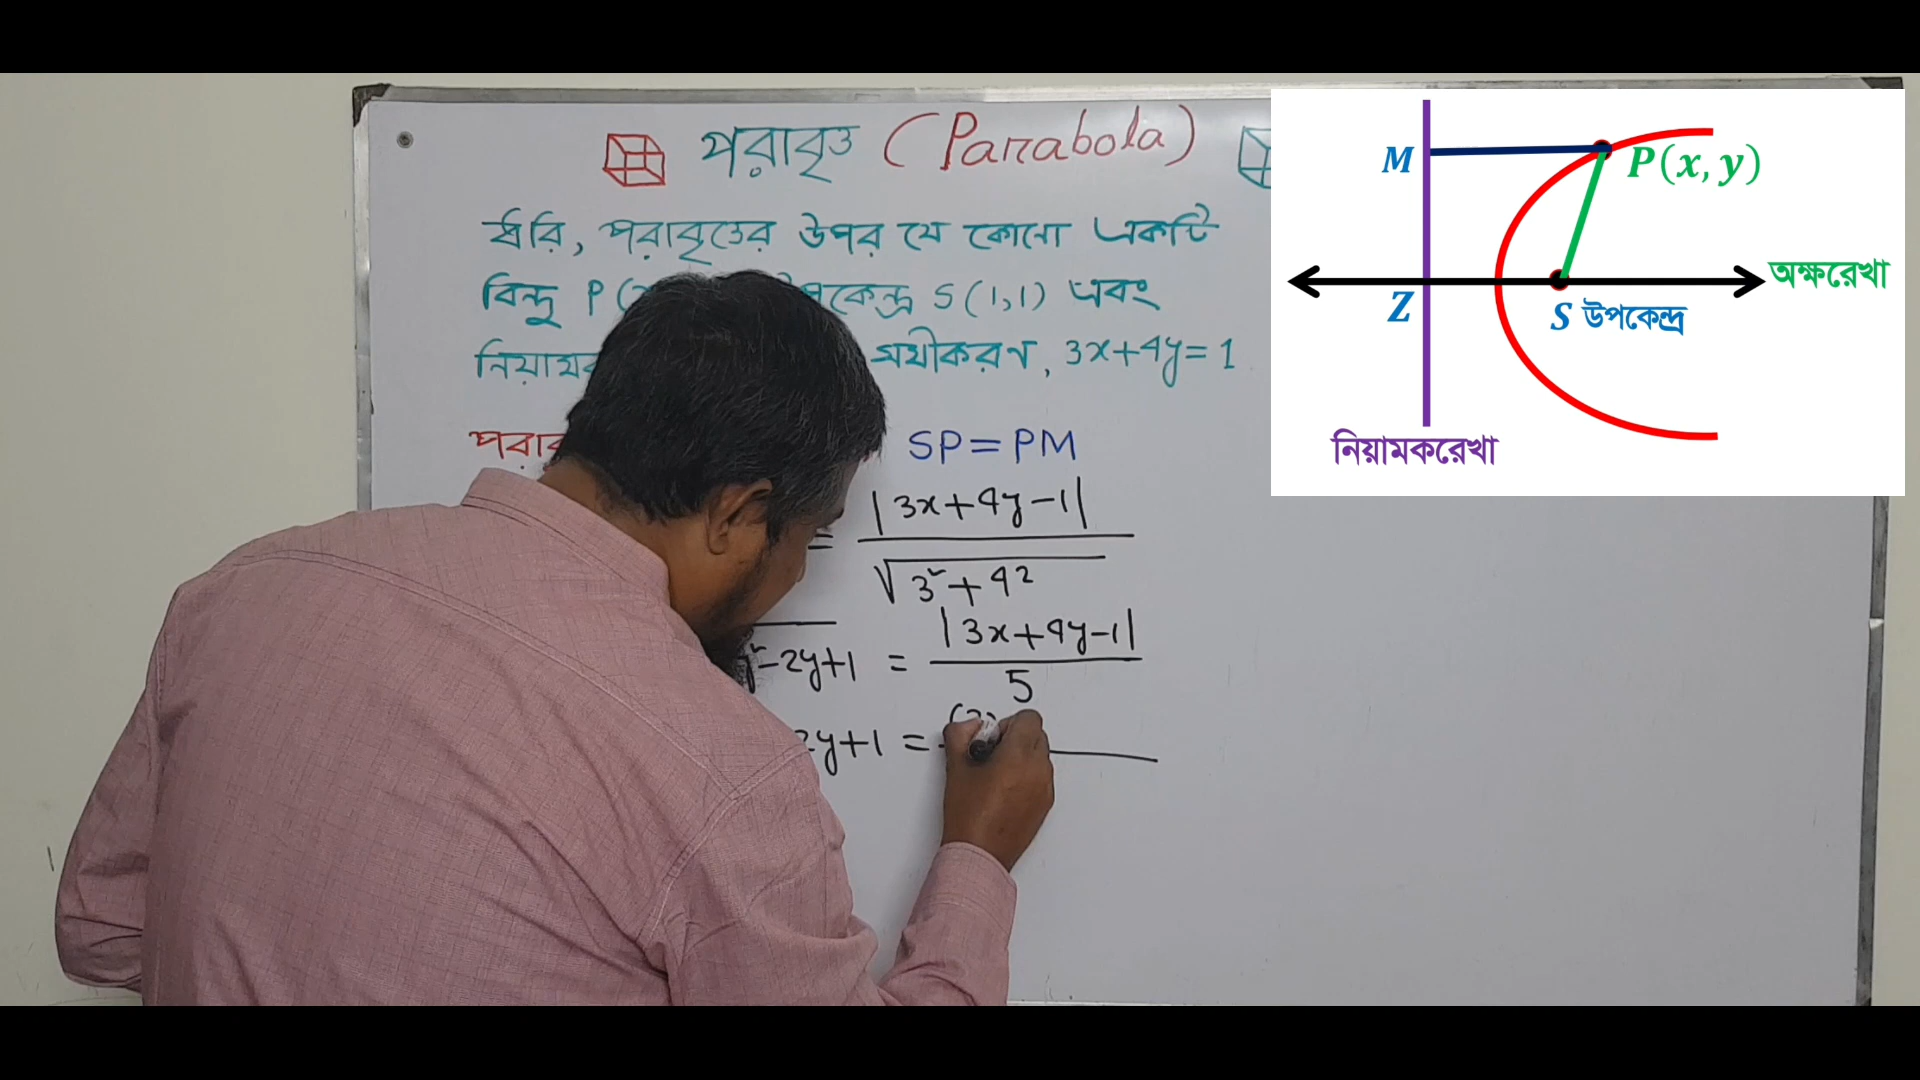 পরাবৃত্ত (Parabola)
ধরি, পরাবৃত্তের উপর যে কোনো একটি
বিন্দু P ( S(1,1) এবং
সমীকরণ, 3x+4y=1
SP=PM
= |3x+4y-1|
√3²+4²
-2y+1 = |3x+4y-1|
5
2y+1 =
M
P(x, y)
Z
S উপকেন্দ্র
অক্ষরেখা
নিয়ামকরেখা